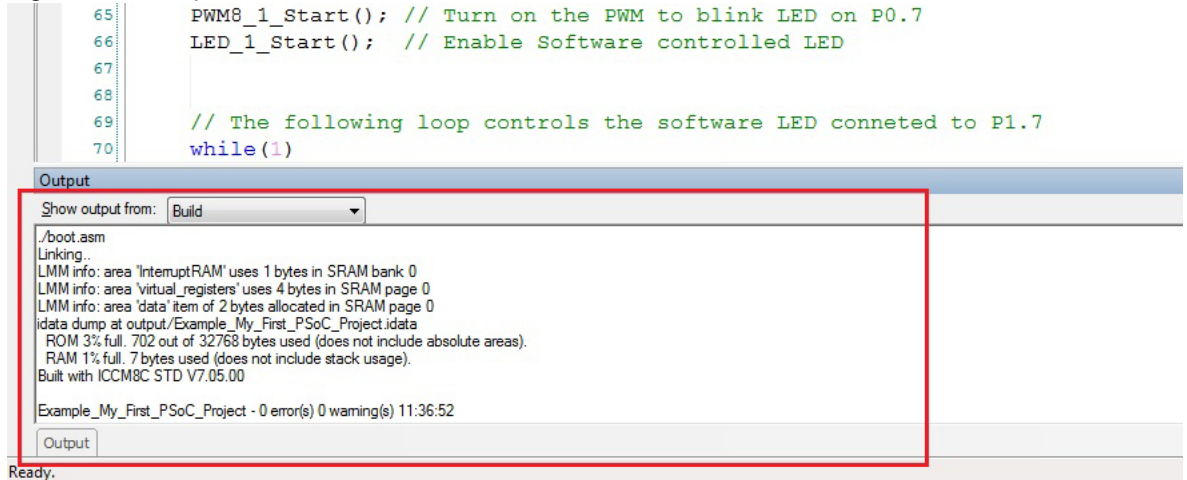 65 PWM8_1_Start(); // Turn on the PWM to blink LED on P0.7
66 LED_1_Start();  // Enable Software controlled LED
67
68
69 // The following loop controls the software LED conneted to P1.7
70 while(1)
Output
Show output from: Build
./boot.asm
Linking..
LMM info: area 'InterruptRAM' uses 1 bytes in SRAM bank 0
LMM info: area 'virtual_registers' uses 4 bytes in SRAM page 0
LMM info: area 'data' item of 2 bytes allocated in SRAM page 0
idata dump at output/Example_My_First_PSoC_Project.idata
ROM 3% full. 702 out of 32768 bytes used (does not include absolute areas).
RAM 1% full. 7 bytes used (does not include stack usage).
Built with ICCM8C STD V7.05.00
Example_My_First_PSoC_Project - 0 error(s) 0 warning(s) 11:36:52
Output
Ready.